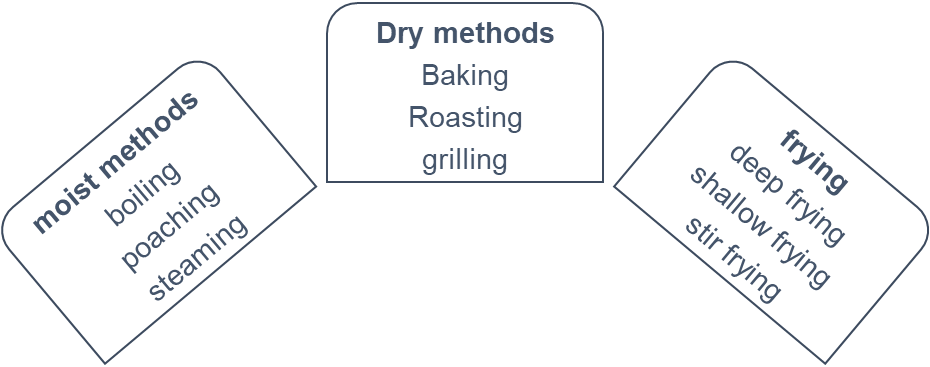 moist methods
boiling
poaching
steaming
Dry methods
Baking
Roasting
grilling
frying
deep frying
shallow frying
stir frying